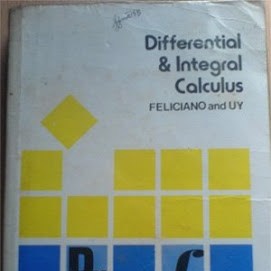 Differential
& Integral
Calculus
FELICIANO and UY